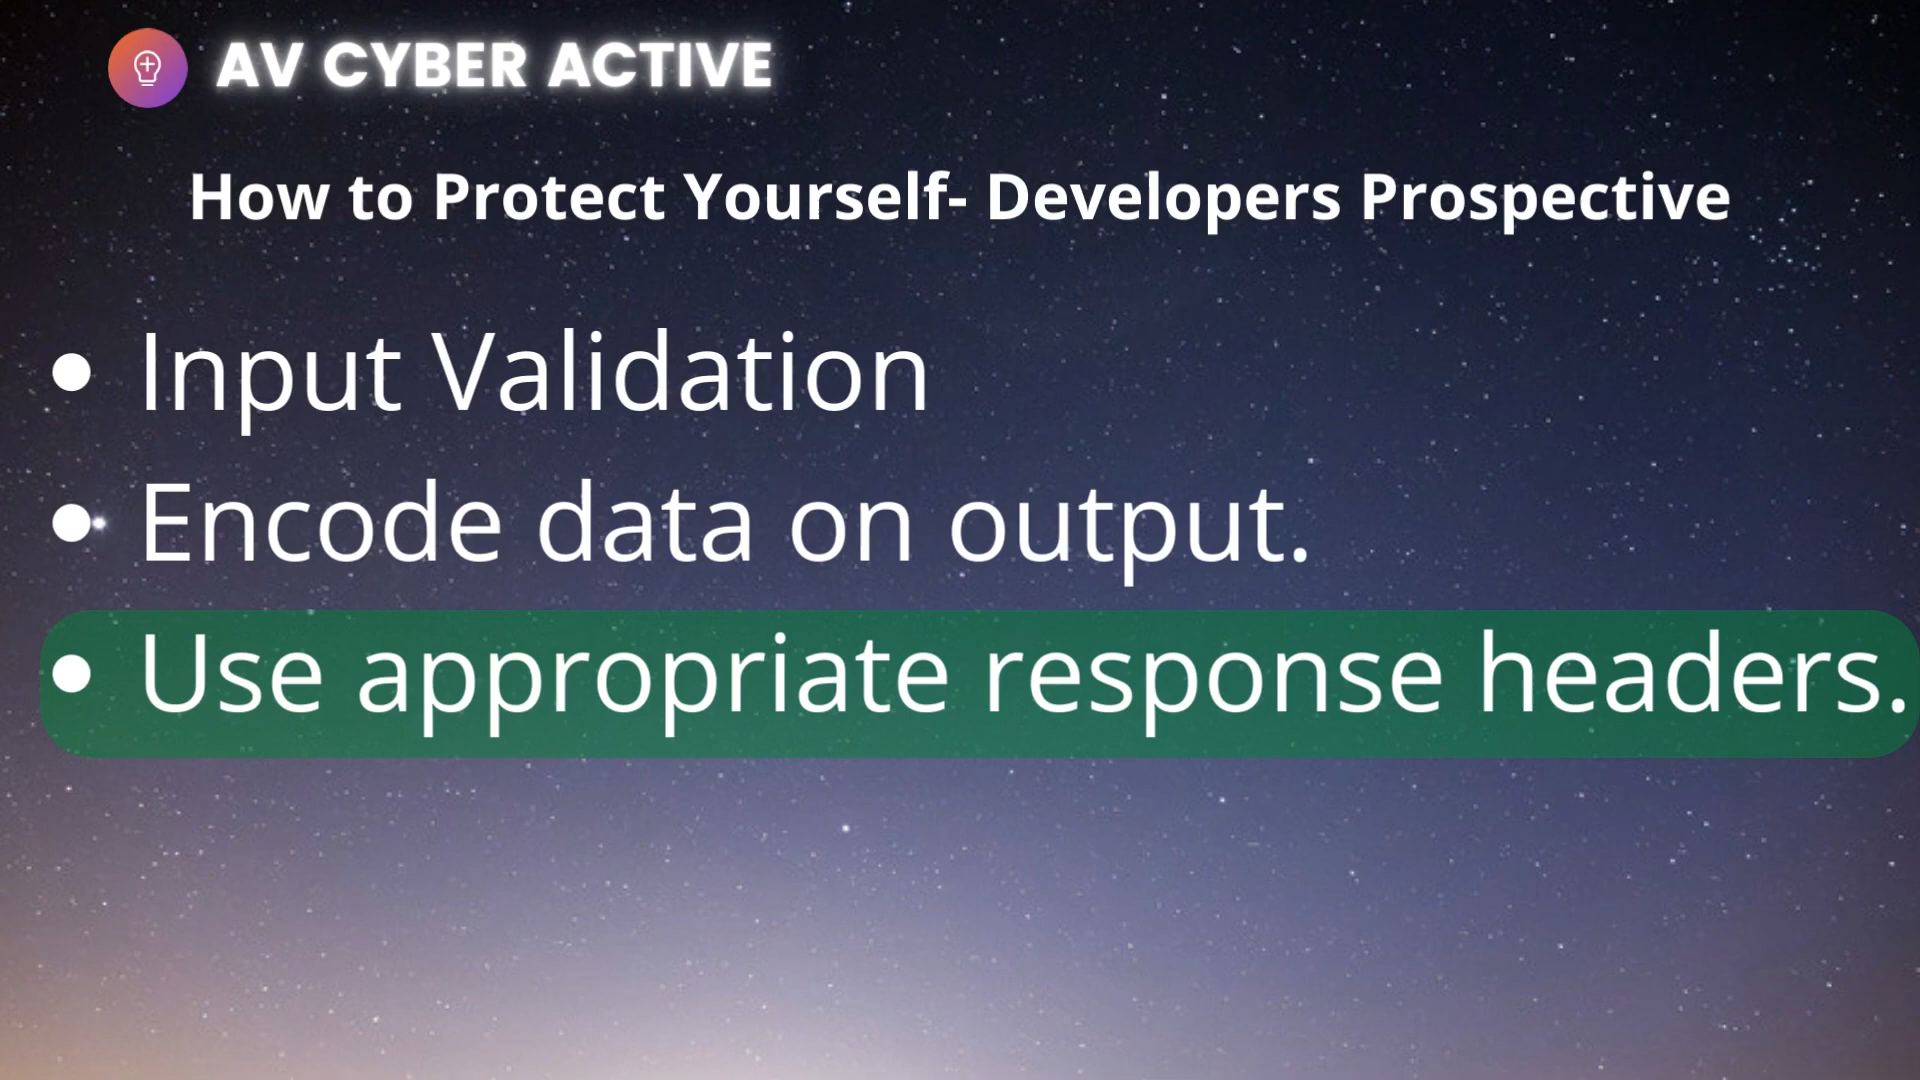 AV CYBER ACTIVE
How to Protect Yourself- Developers Prospective
• Input Validation
• Encode data on output.
• Use appropriate response headers.